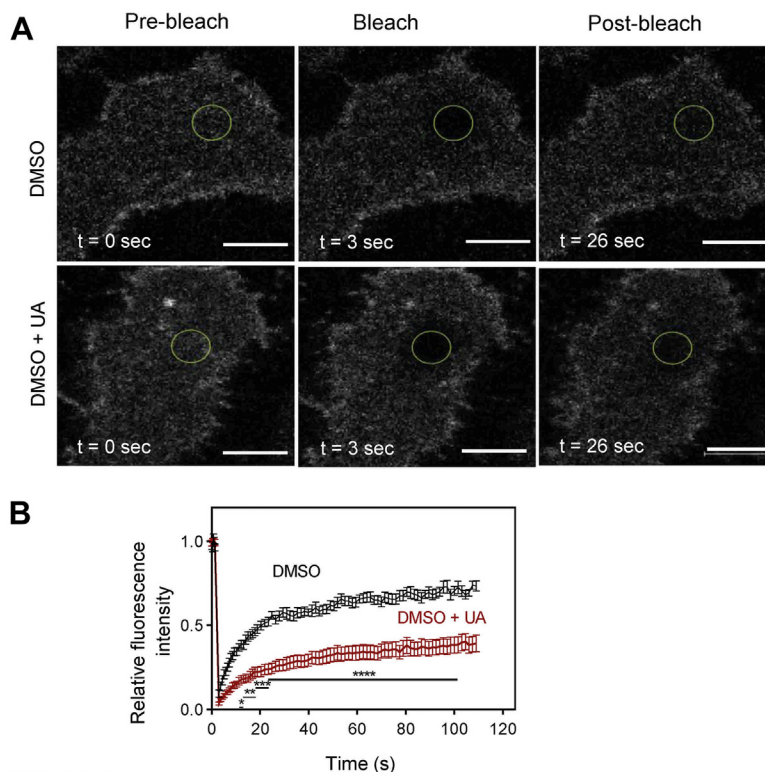 A
Pre-bleach
Bleach
Post-bleach
DMSO
t = 0 sec
t = 3 sec
t = 26 sec
DMSO + UA
t = 0 sec
t = 3 sec
t = 26 sec
B
Relative fluorescence
intensity
1.0
0.5
0.0
DMSO
DMSO + UA
****
***
**
*
0
20
40
60
80
100
120
Time (s)